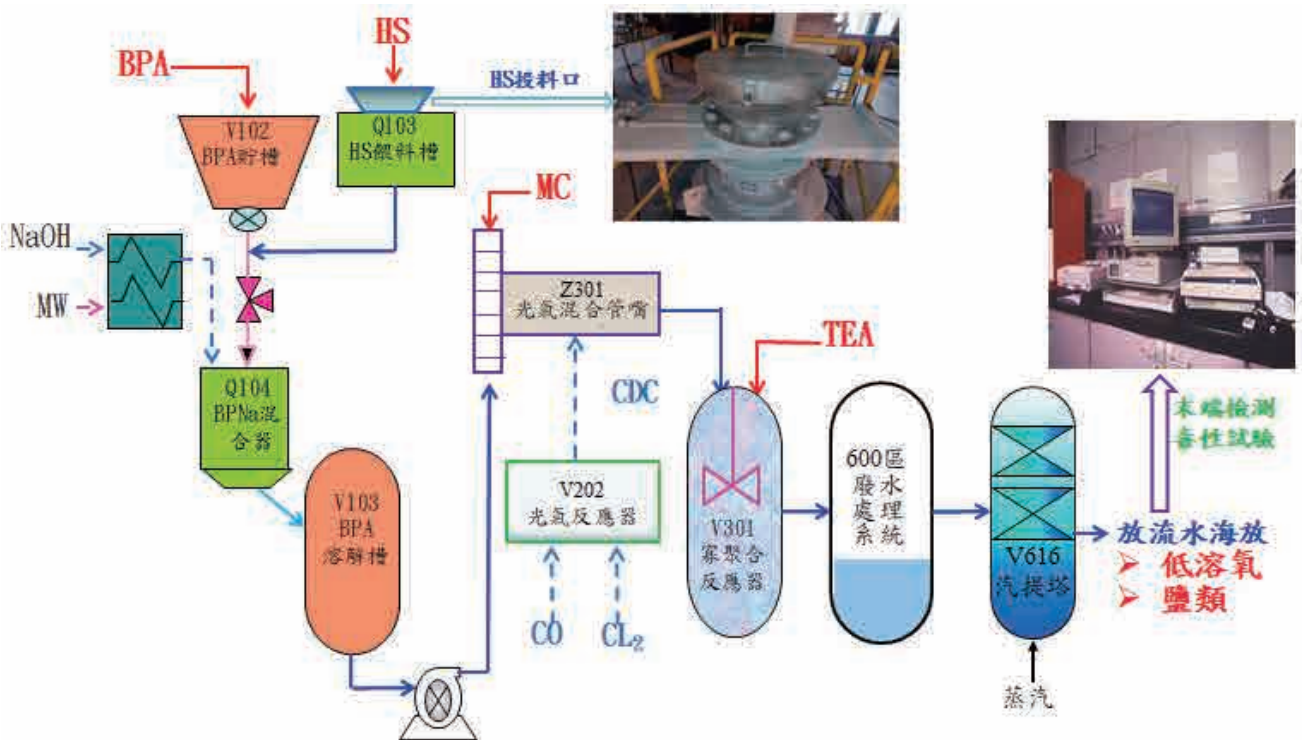 HS
BPA
HS投料口
V102
BPA貯槽
Q103
HS餵料槽
MC
NaOH
MW
Z301
光氣混合管嘴
TEA
Q104
BPNa混
合器
CDC
末端檢測
毒性試驗
V103
BPA
溶解槽
V202
光氣反應器
600區
廢水
處理
系統
V301
寡聚合
反應器
V616
汽提塔
放流水海放
➢ 低溶氧
➢ 鹽類
CO
CL₂
蒸汽